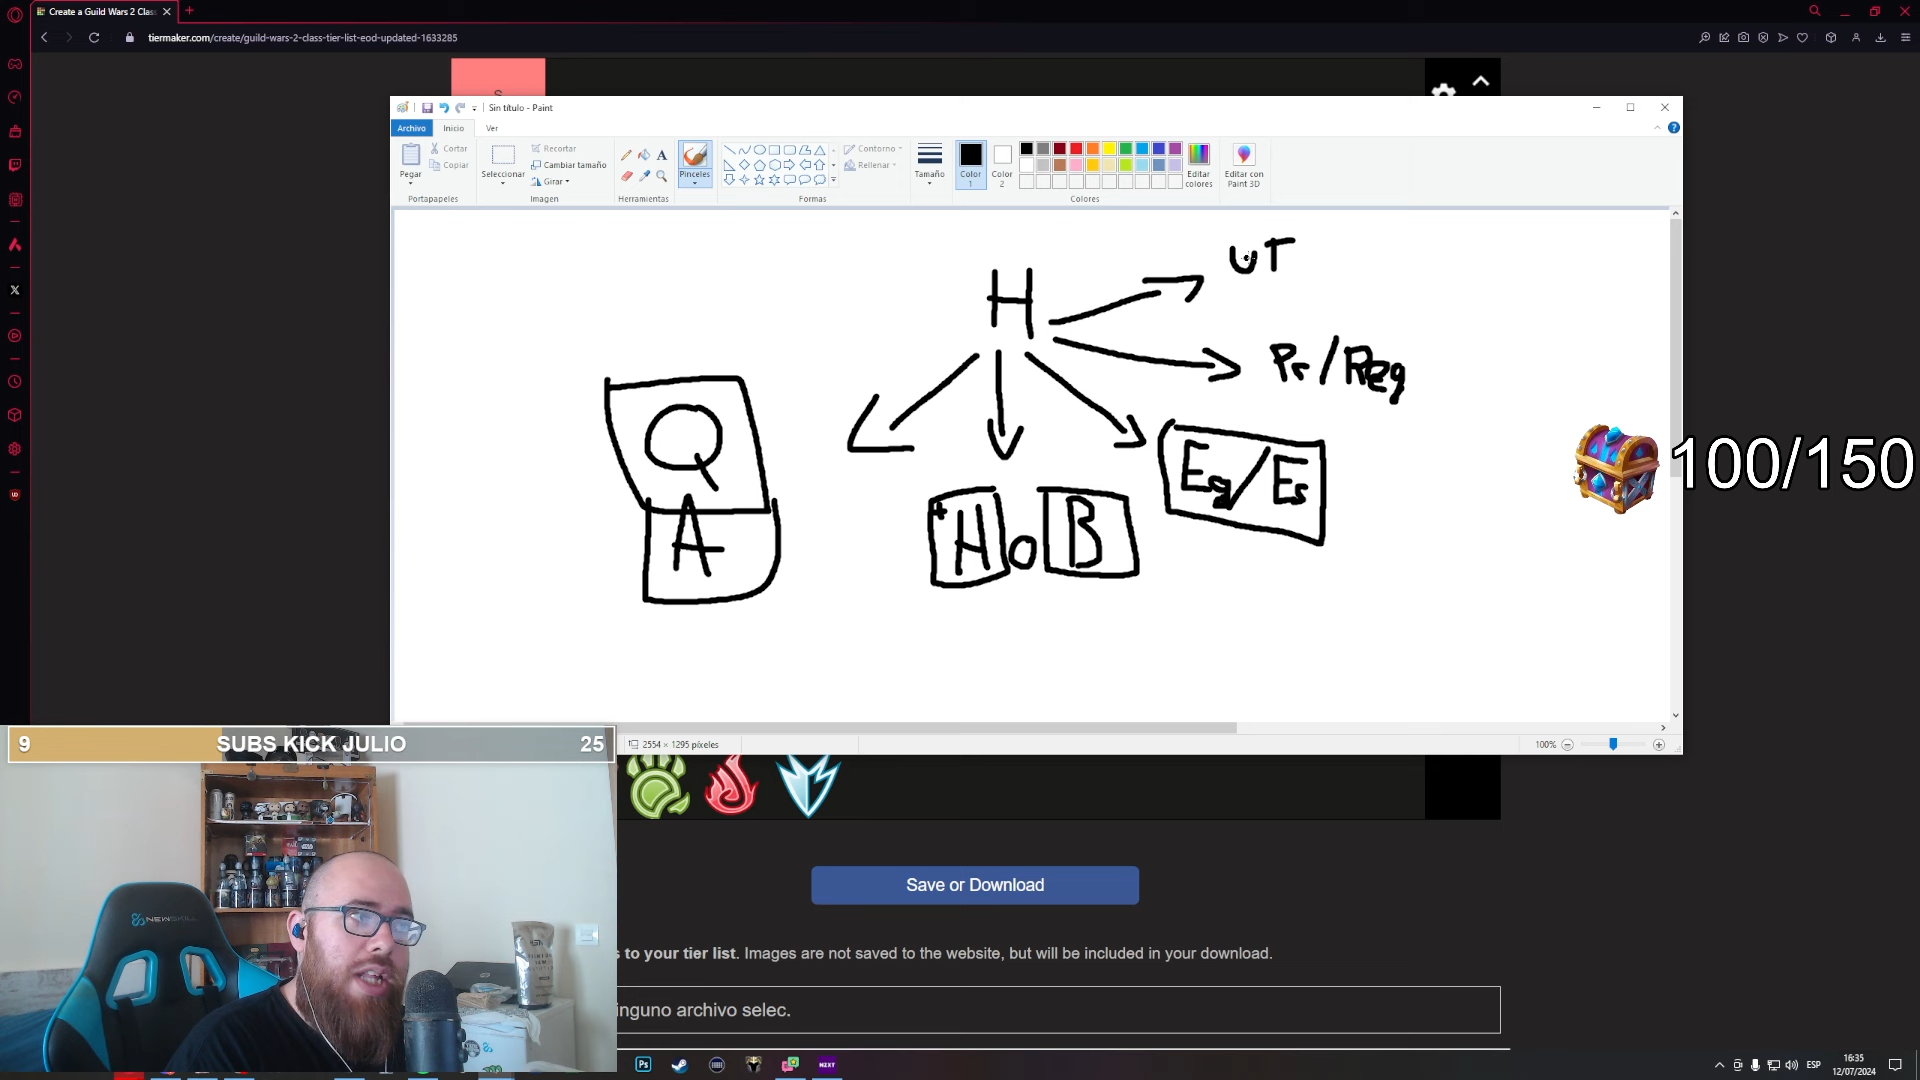 Create a Guild Wars 2 Clas
tiermaker.com/create/guild-wars-2-class-tier-list-eod-updated-1633285
S
Sin título - Paint
Archivo
Inicio
Ver
Pegar
Cortar
Copiar
Portapapeles
Seleccionar
Recortar
Cambiar tamaño
Girar
Imagen
A
Herramientas
Pinceles
Contorno
Rellenar
Formas
Tamaño
Color 1
Color 2
Editar colores
Editar con Paint 3D
Colores
UT
H
Pr/Reg
Q
Eg/Es
A
+H o B
100/150
2554 × 1295 píxeles
100%
9 SUBS KICK JULIO 25
NEWSKILL
Save or Download
s to your tier list. Images are not saved to the website, but will be included in your download.
inguno archivo selec.
Ps
NZXT
ESP
16:35
12/07/2024